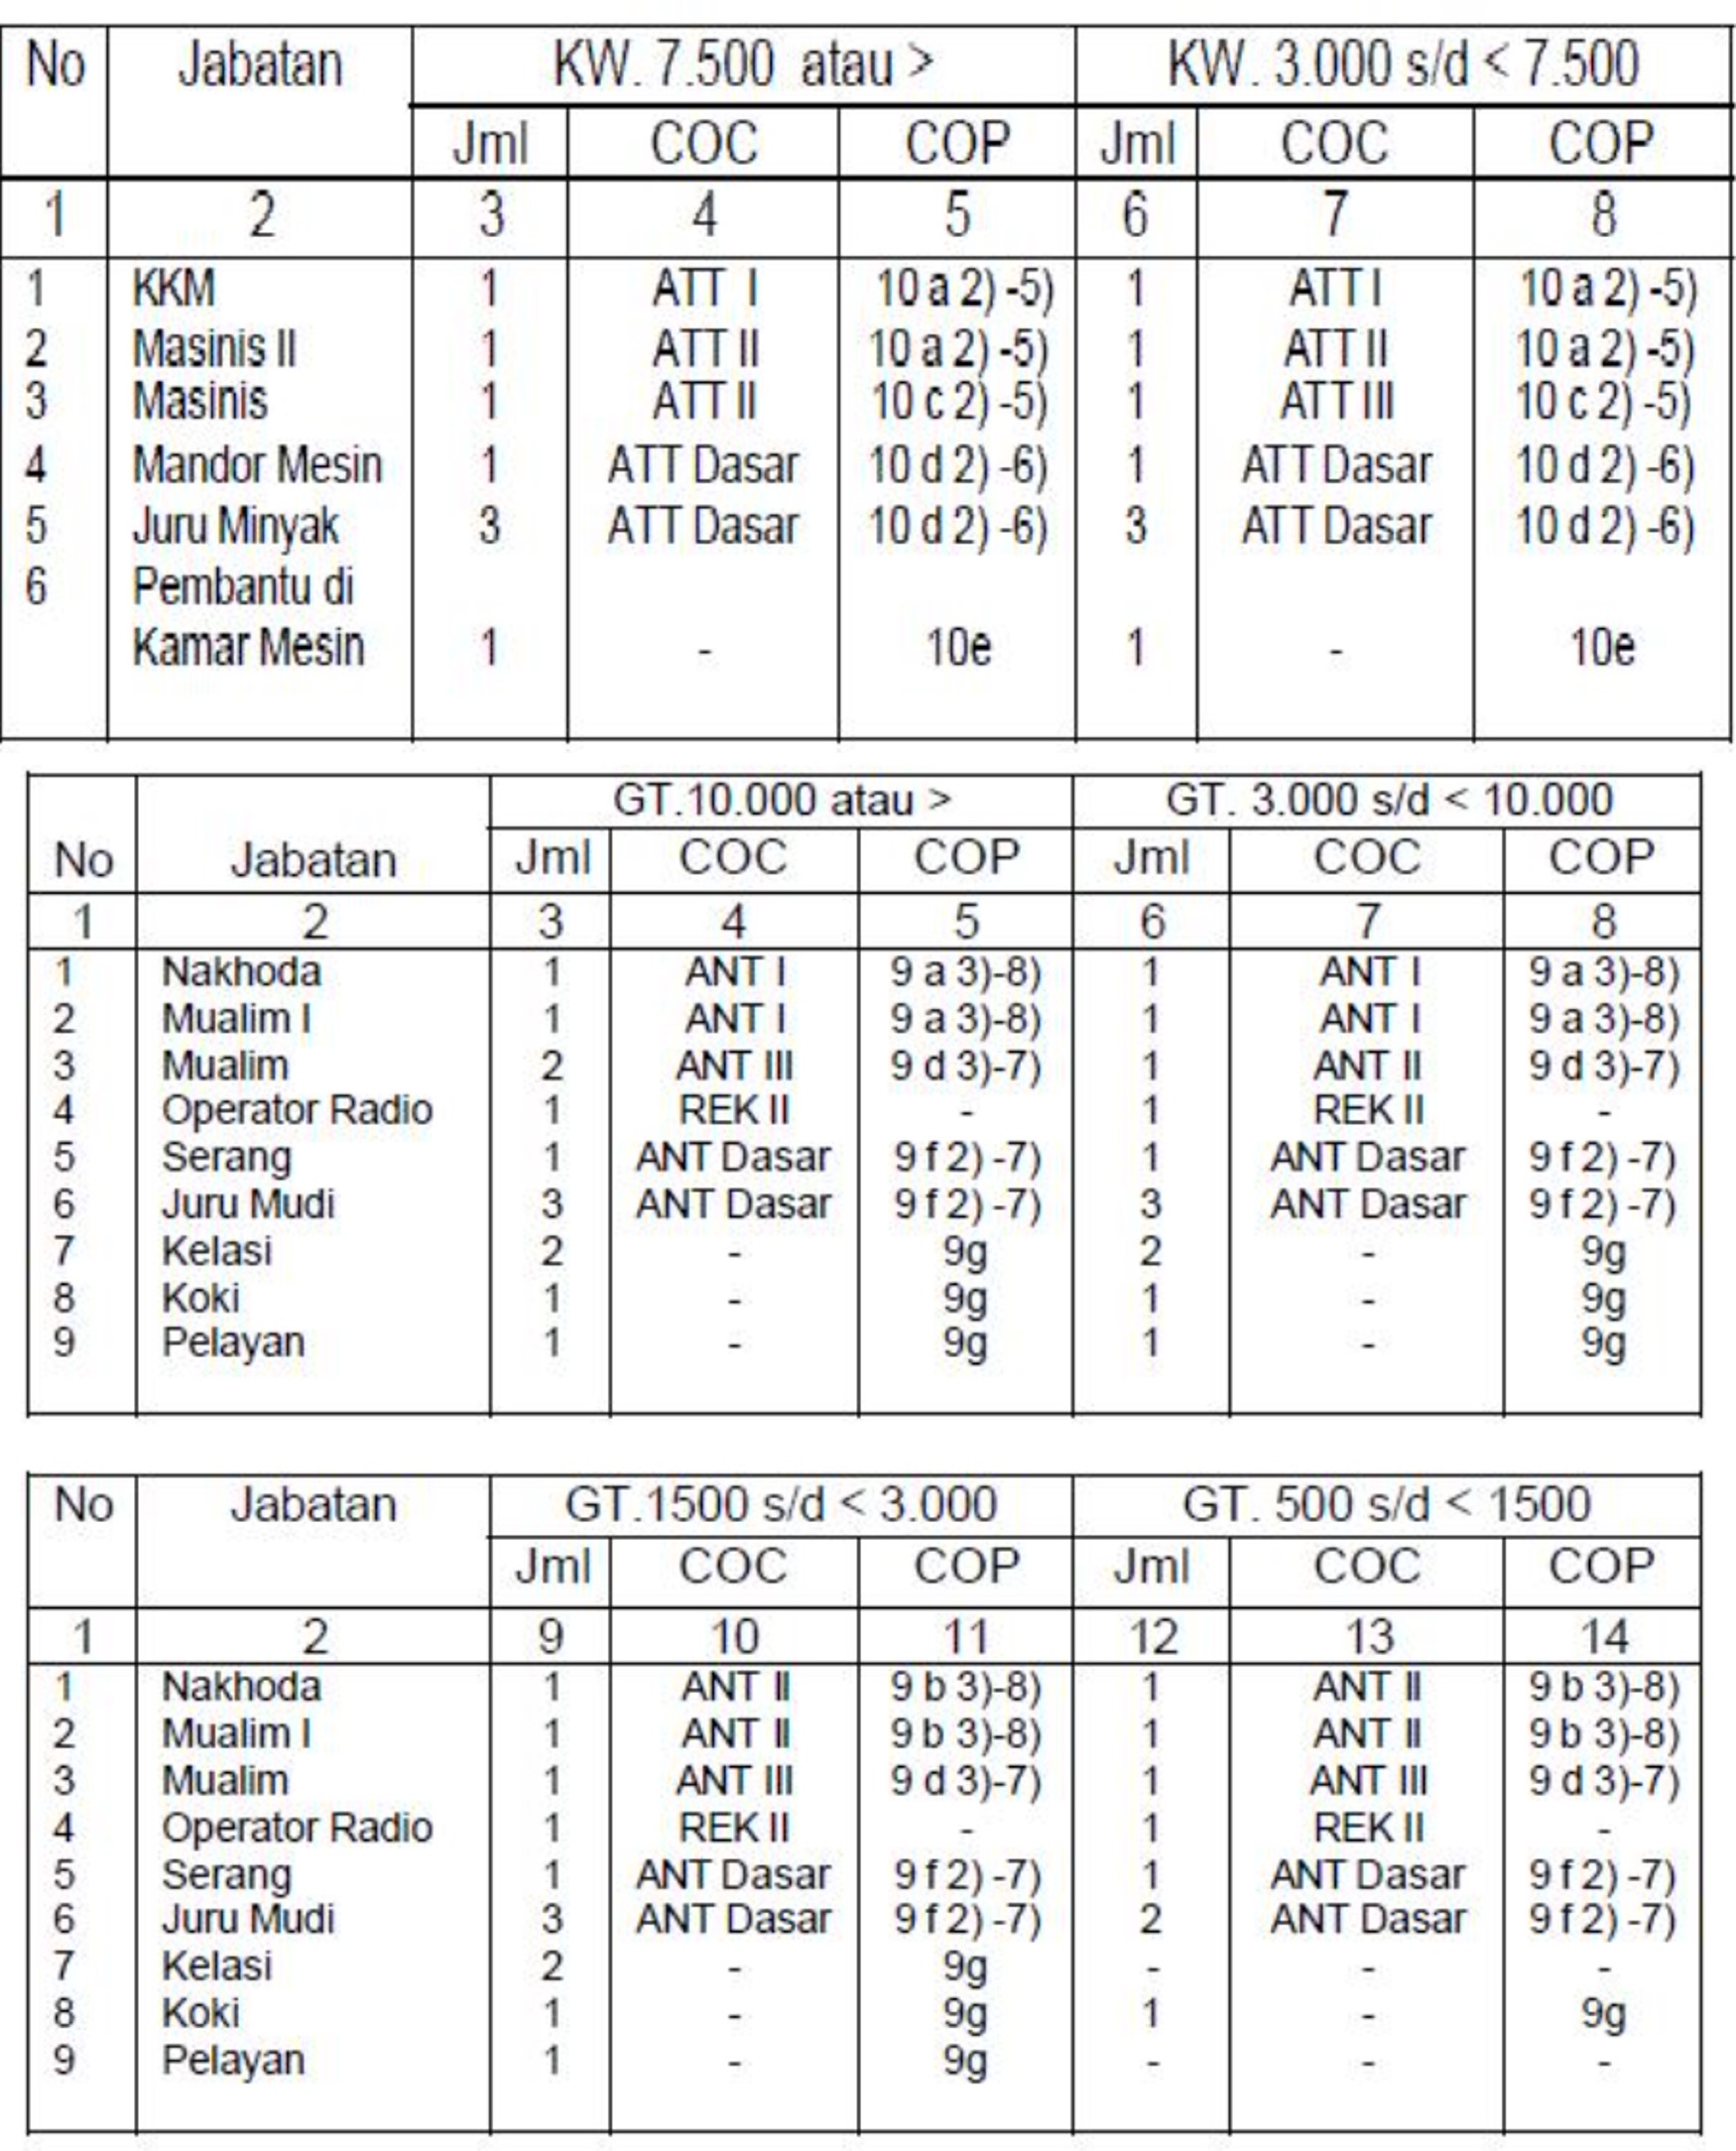 No Jabatan KW. 7.500 atau > KW. 3.000 s/d < 7.500
Jml COC COP Jml COC COP
1 2 3 4 5 6 7 8
1 KKM 1 ATT I 10 a 2) -5) 1 ATT I 10 a 2) -5)
2 Masinis II 1 ATT II 10 a 2) -5) 1 ATT II 10 a 2) -5)
3 Masinis 1 ATT II 10 c 2) -5) 1 ATT III 10 c 2) -5)
4 Mandor Mesin 1 ATT Dasar 10 d 2) -6) 1 ATT Dasar 10 d 2) -6)
5 Juru Minyak 3 ATT Dasar 10 d 2) -6) 3 ATT Dasar 10 d 2) -6)
6 Pembantu di
Kamar Mesin 1 - 10e 1 - 10e
GT.10.000 atau > GT. 3.000 s/d < 10.000
No Jabatan Jml COC COP Jml COC COP
1 2 3 4 5 6 7 8
1 Nakhoda 1 ANT I 9 a 3)-8) 1 ANT I 9 a 3)-8)
2 Mualim I 1 ANT I 9 a 3)-8) 1 ANT I 9 a 3)-8)
3 Mualim 2 ANT III 9 d 3)-7) 1 ANT II 9 d 3)-7)
4 Operator Radio 1 REK II - 1 REK II -
5 Serang 1 ANT Dasar 9 f 2) -7) 1 ANT Dasar 9 f 2) -7)
6 Juru Mudi 3 ANT Dasar 9 f 2) -7) 3 ANT Dasar 9 f 2) -7)
7 Kelasi 2 - 9g 2 - 9g
8 Koki 1 - 9g 1 - 9g
9 Pelayan 1 - 9g 1 - 9g
No Jabatan GT.1500 s/d < 3.000 GT. 500 s/d < 1500
Jml COC COP Jml COC COP
1 2 9 10 11 12 13 14
1 Nakhoda 1 ANT II 9 b 3)-8) 1 ANT II 9 b 3)-8)
2 Mualim I 1 ANT II 9 b 3)-8) 1 ANT II 9 b 3)-8)
3 Mualim 1 ANT III 9 d 3)-7) 1 ANT III 9 d 3)-7)
4 Operator Radio 1 REK II - 1 REK II -
5 Serang 1 ANT Dasar 9 f 2) -7) 1 ANT Dasar 9 f 2) -7)
6 Juru Mudi 3 ANT Dasar 9 f 2) -7) 2 ANT Dasar 9 f 2) -7)
7 Kelasi 2 - 9g - - -
8 Koki 1 - 9g 1 - 9g
9 Pelayan 1 - 9g - - -